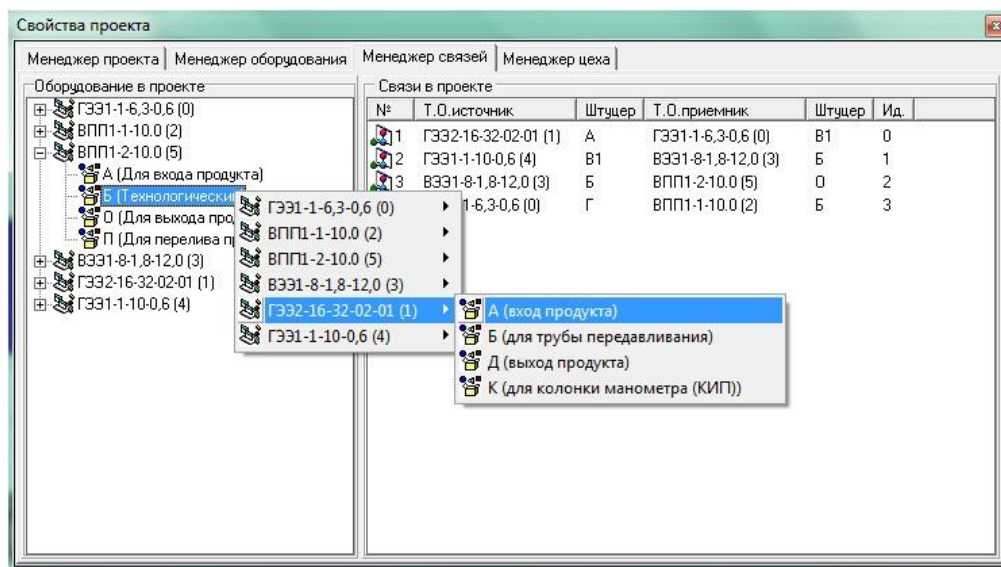 Свойства проекта
Менеджер проекта Менеджер оборудования Менеджер связей Менеджер цеха
Оборудование в проекте
ГЭЭ1-1-6,3-0,6 (0)
ВПП1-1-10.0 (2)
ВПП1-2-10.0 (5)
А (Для входа продукта)
Б (Технологический
О (Для выхода про
П (Для перелива п
ВЭЭ1-8-1,8-12,0 (3)
ГЭЭ2-16-32-02-01 (1)
ГЭЭ1-1-10-0,6 (4)
Связи в проекте
№ Т.О.источник Штуцер Т.О.приемник Штуцер Ид.
1 ГЭЭ2-16-32-02-01 (1) А ГЭЭ1-1-6,3-0,6 (0) В1 0
2 ГЭЭ1-1-10-0,6 (4) В1 ВЭЭ1-8-1,8-12,0 (3) Б 1
3 ВЭЭ1-8-1,8-12,0 (3) Б ВПП1-2-10.0 (5) О 2
1-6,3-0,6 (0) Г ВПП1-1-10.0 (2) Б 3
ГЭЭ1-1-6,3-0,6 (0)
ВПП1-1-10.0 (2)
ВПП1-2-10.0 (5)
ВЭЭ1-8-1,8-12,0 (3)
ГЭЭ2-16-32-02-01 (1)
ГЭЭ1-1-10-0,6 (4)
А (вход продукта)
Б (для трубы передавливания)
Д (выход продукта)
К (для колонки манометра (КИП))